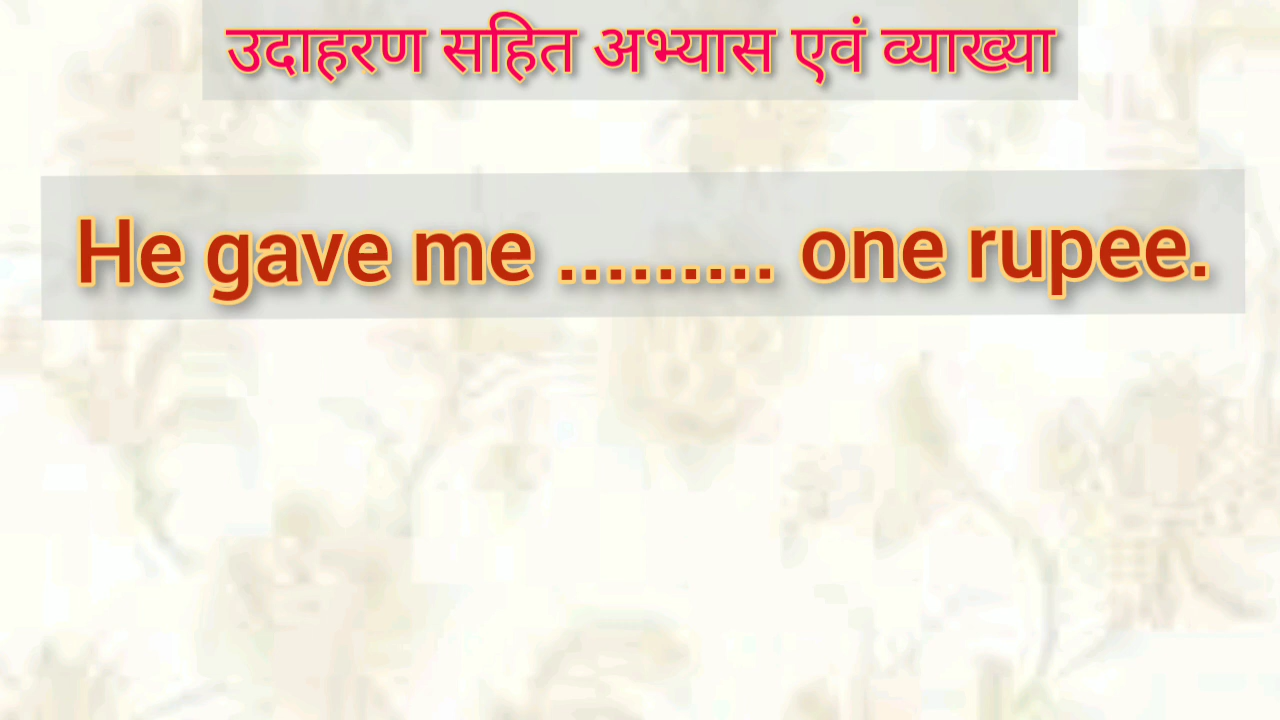 उदाहरण सहित अभ्यास एवं व्याख्या
He gave me ......... one rupee.